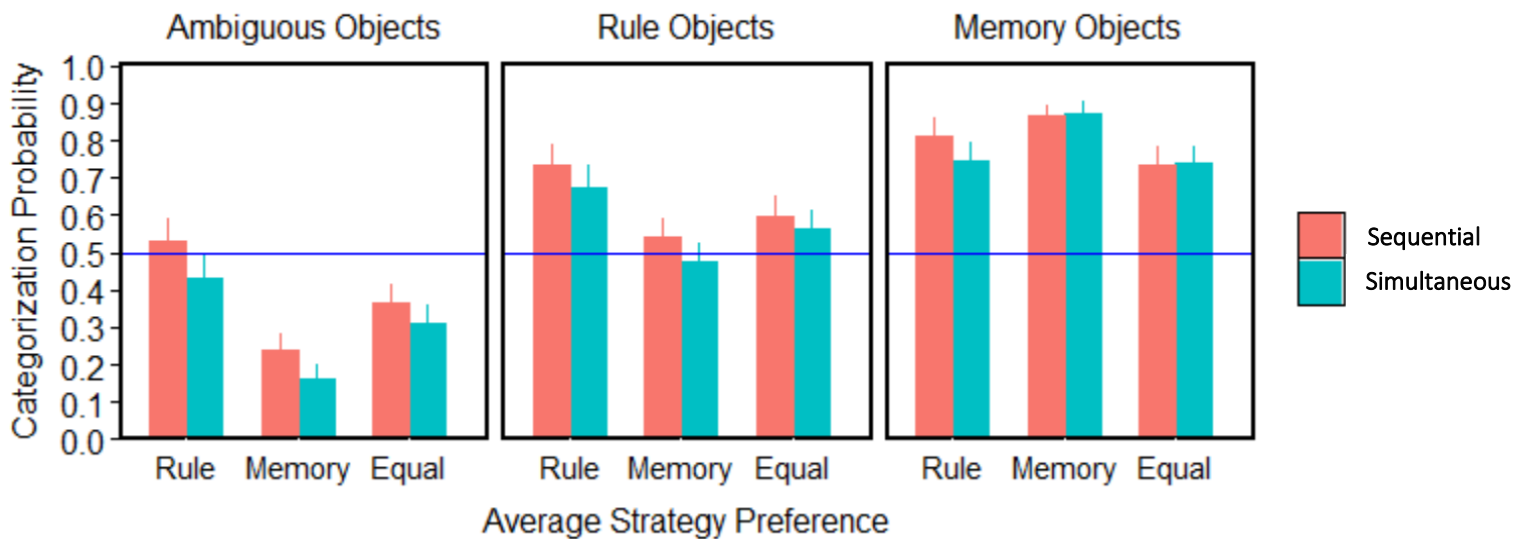 Ambiguous Objects Rule Objects Memory Objects
Categorization Probability
1.0
0.9
0.8
0.7
0.6
0.5
0.4
0.3
0.2
0.1
0.0
Rule Memory Equal Rule Memory Equal Rule Memory Equal
Average Strategy Preference
Sequential
Simultaneous